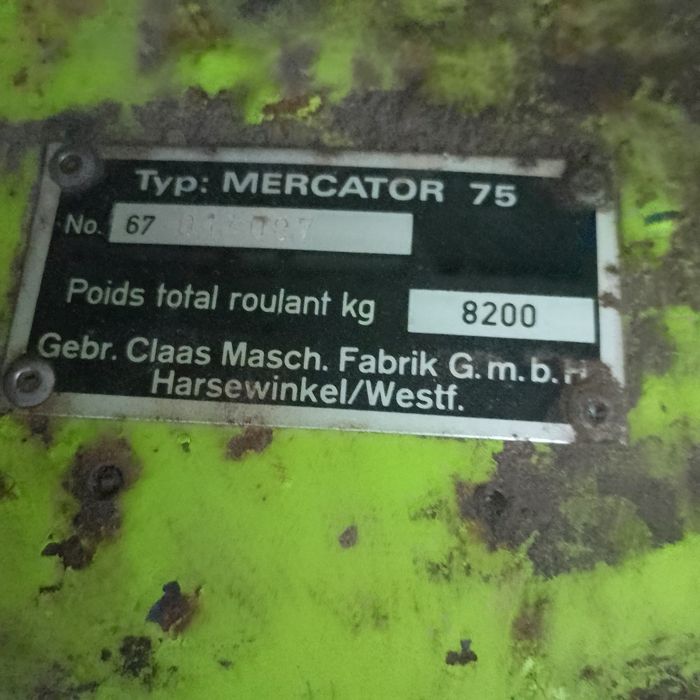 Typ: MERCATOR 75
No. 67
Poids total roulant kg 8200
Gebr. Claas Masch. Fabrik G.m.b.H
Harsewinkel/Westf.